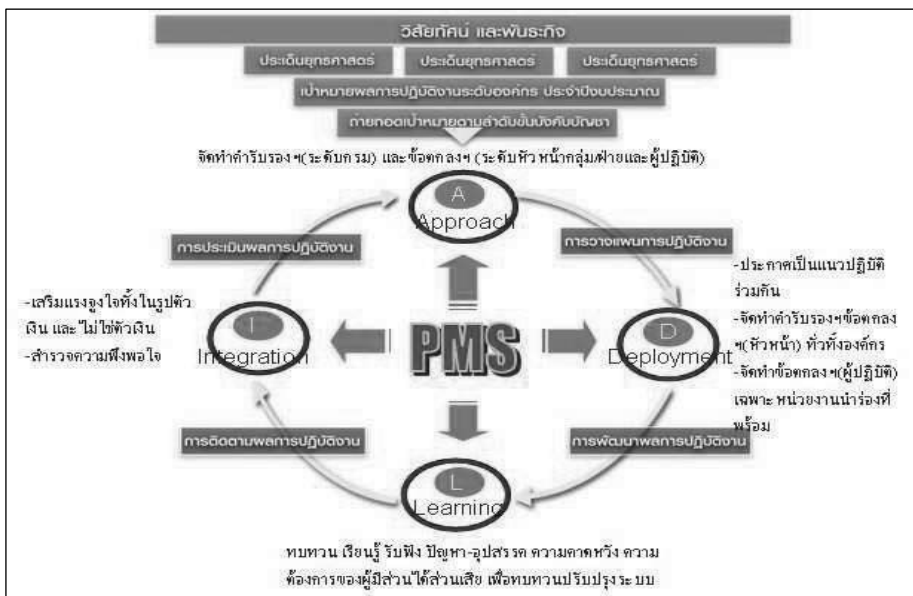 วิสัยทัศน์ และพันธะกิจ
ประเด็นยุทธศาสตร์ ประเด็นยุทธศาสตร์ ประเด็นยุทธศาสตร์
เป้าหมายผลการปฏิบัติงานระดับองค์กร ประจำปีงบประมาณ
ถ่ายทอดเป้าหมายตามลำดับขั้นบังคับบัญชา
จัดทำคำรับรองฯ(ระดับกรม) และข้อตกลงฯ (ระดับหัวหน้ากลุ่ม/ฝ่ายและผู้ปฏิบัติ)
A
Approach
การประเมินผลการปฏิบัติงาน
การวางแผนการปฏิบัติงาน
-เสริมแรงจูงใจทั้งในรูปตัว
เงิน และ ไม่ใช่ตัวเงิน
-สำรวจความพึงพอใจ
I
Integration
PMS
D
Deployment
-ประกาศเป็นแนวปฏิบัติ
ร่วมกัน
-จัดทำคำรับรองฯข้อตกลง
ฯ(หัวหน้า) ทั่วทั้งองค์กร
-จัดทำข้อตกลงฯ(ผู้ปฏิบัติ)
เฉพาะ หน่วยงานนำร่องที่
พร้อม
การติดตามผลการปฏิบัติงาน
การพัฒนาผลการปฏิบัติงาน
L
Learning
ทบทวน เรียนรู้ รับฟัง ปัญหา-อุปสรรค ความคาดหวัง ความ
ต้องการของผู้มีส่วนได้ส่วนเสีย เพื่อทบทวนปรับปรุงระบบ